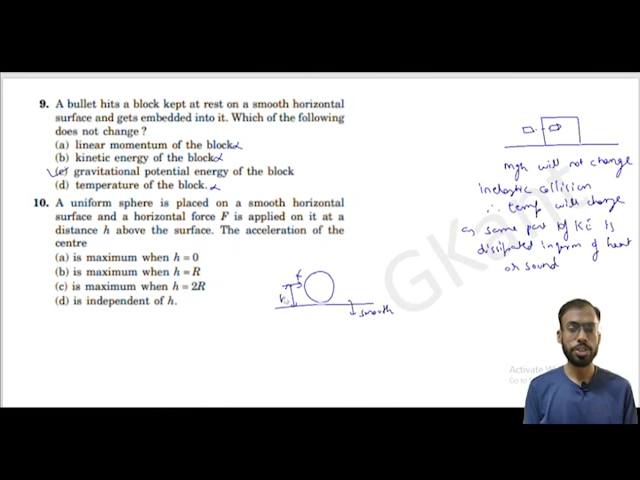 9. A bullet hits a block kept at rest on a smooth horizontal
surface and gets embedded into it. Which of the following
does not change ?
(a) linear momentum of the block
(b) kinetic energy of the block
(c) gravitational potential energy of the block
(d) temperature of the block.
10. A uniform sphere is placed on a smooth horizontal
surface and a horizontal force F is applied on it at a
distance h above the surface. The acceleration of the
centre
(a) is maximum when h = 0
(b) is maximum when h = R
(c) is maximum when h = 2R
(d) is independent of h.
F
h
smooth
mgh will not change
Inelastic collision
∴ temp will change
as some part of KE is
dissipated in form of heat
or sound
GKant
Activate
Go to